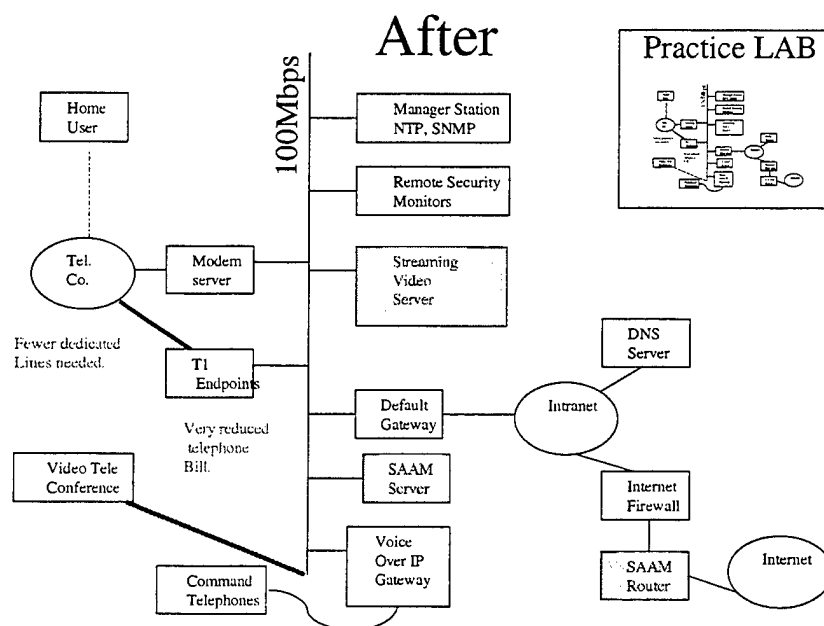 After
Practice LAB
100Mbps
Home
User
Manager Station
NTP, SNMP
Remote Security
Monitors
Tel.
Co.
Modem
server
Streaming
Video
Server
Fewer dedicated
Lines needed.
T1
Endpoints
DNS
Server
Default
Gateway
Intranet
Very reduced
telephone
Bill.
Video Tele
Conference
SAAM
Server
Internet
Firewall
Voice
Over IP
Gateway
Command
Telephones
SAAM
Router
Internet